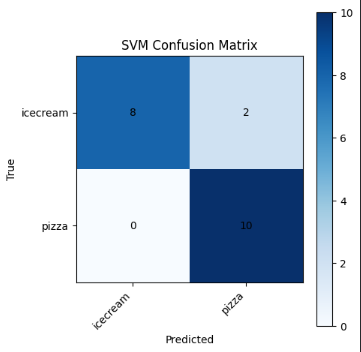 SVM Confusion Matrix
10
8
6
4
2
0
True
icecream
8
2
pizza
0
10
icecream
pizza
Predicted